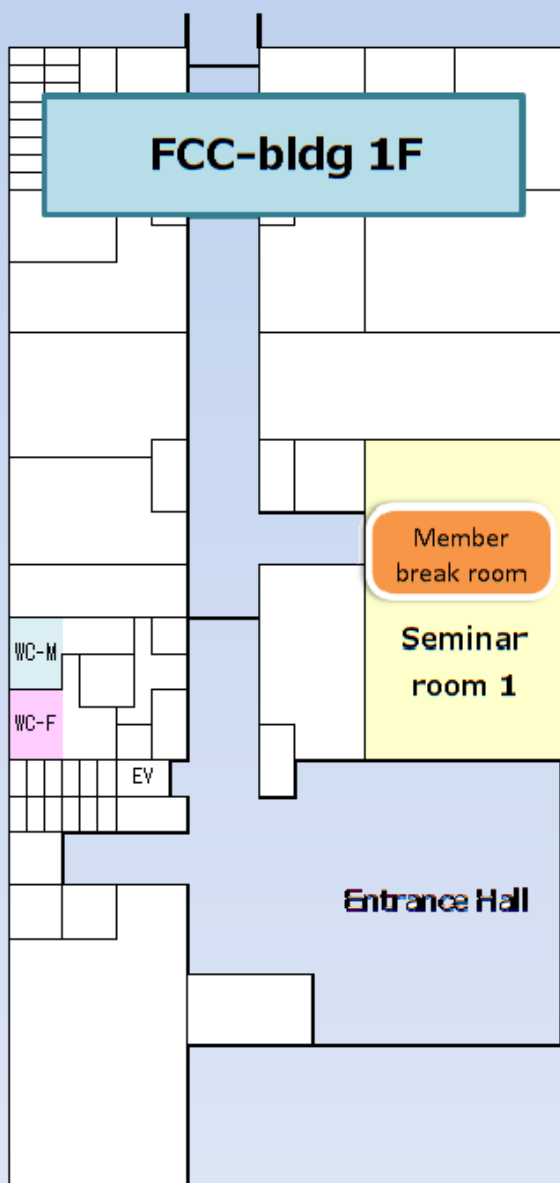 FCC-bldg 1F
Member
break room
Seminar
room 1
WC-M
WC-F
EV
Entrance Hall